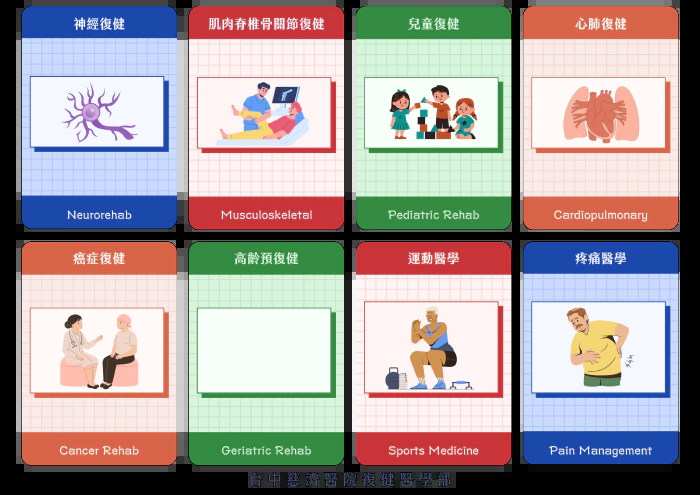 神經復健
肌肉脊椎骨關節復健
兒童復健
心肺復健
Neurorehab
Musculoskeletal
Pediatric Rehab
Cardiopulmonary
癌症復健
高齡預復健
運動醫學
疼痛醫學
Cancer Rehab
Geriatric Rehab
Sports Medicine
Pain Management
台中慈濟醫院復健醫學部